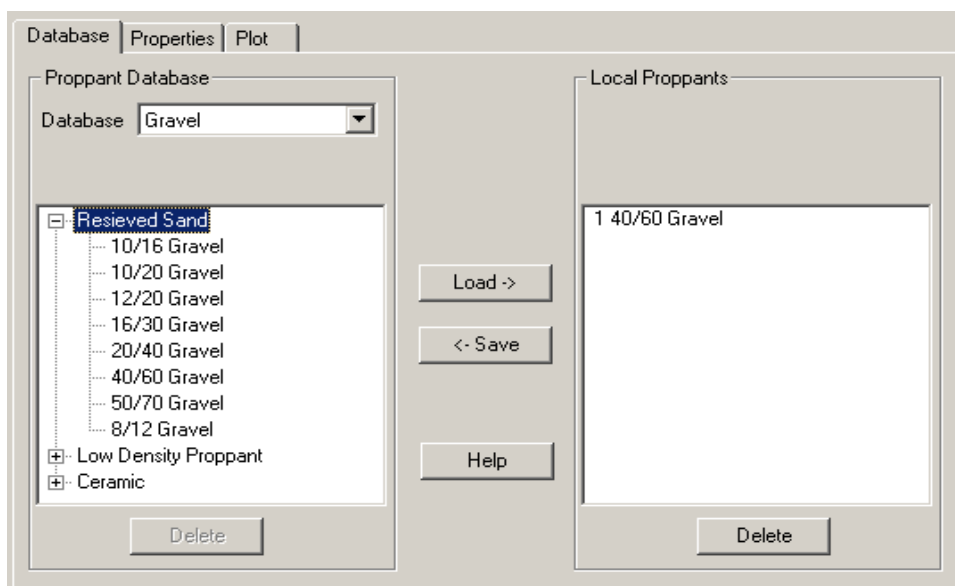 Database Properties Plot
Proppant Database
Database Gravel
Resieved Sand
10/16 Gravel
10/20 Gravel
12/20 Gravel
16/30 Gravel
20/40 Gravel
40/60 Gravel
50/70 Gravel
8/12 Gravel
Low Density Proppant
Ceramic
Delete
Load ->
<- Save
Help
Local Proppants
1 40/60 Gravel
Delete